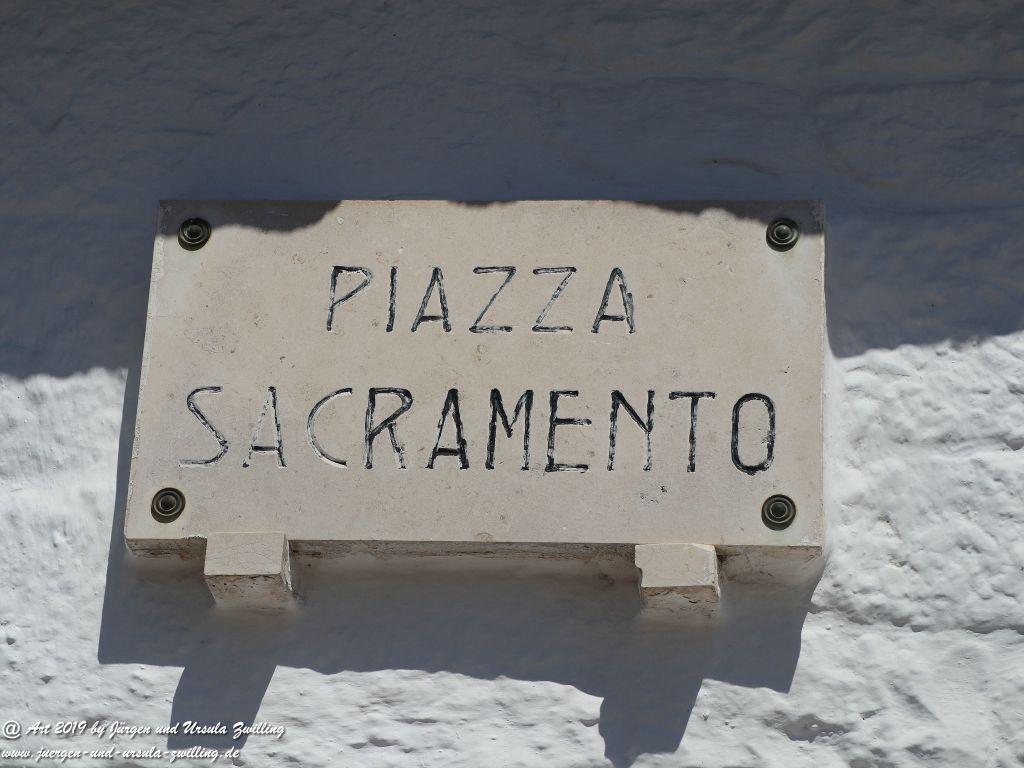 PIAZZA
SACRAMENTO
@ Art 2019 by Jürgen und Ursula Zwilling
www.juergen-und-ursula-zwilling.de